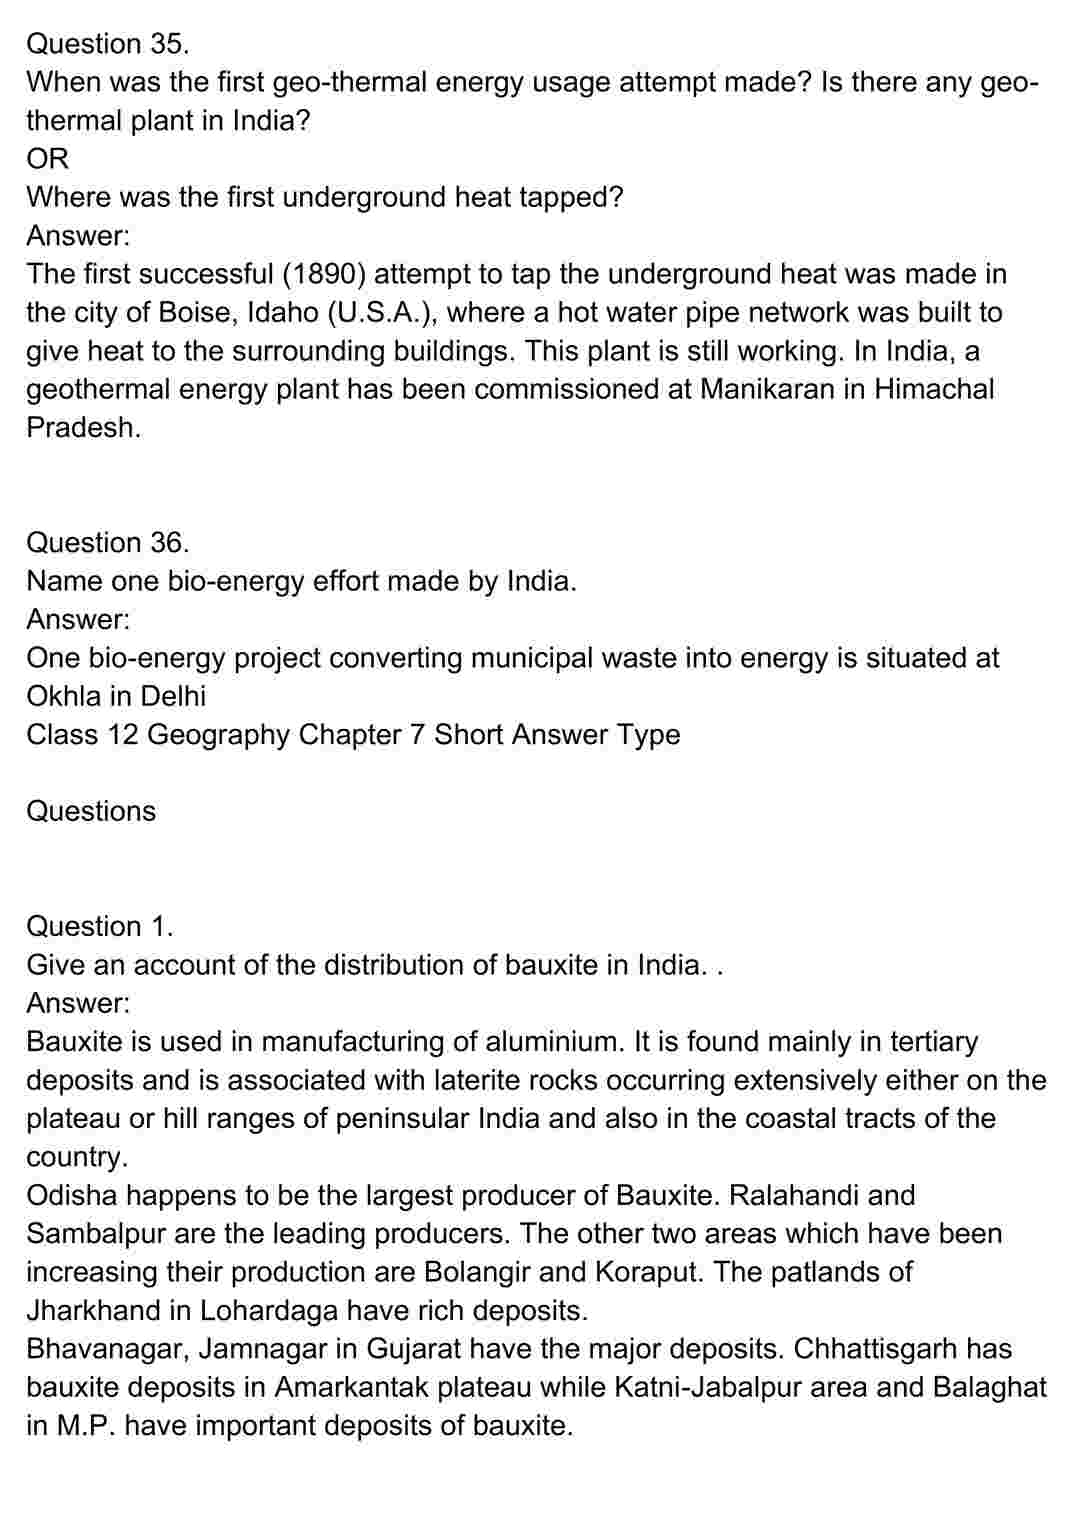 Question 35.
When was the first geo-thermal energy usage attempt made? Is there any geo-
thermal plant in India?
OR
Where was the first underground heat tapped?
Answer:
The first successful (1890) attempt to tap the underground heat was made in
the city of Boise, Idaho (U.S.A.), where a hot water pipe network was built to
give heat to the surrounding buildings. This plant is still working. In India, a
geothermal energy plant has been commissioned at Manikaran in Himachal
Pradesh.
Question 36.
Name one bio-energy effort made by India.
Answer:
One bio-energy project converting municipal waste into energy is situated at
Okhla in Delhi
Class 12 Geography Chapter 7 Short Answer Type
Questions
Question 1.
Give an account of the distribution of bauxite in India. .
Answer:
Bauxite is used in manufacturing of aluminium. It is found mainly in tertiary
deposits and is associated with laterite rocks occurring extensively either on the
plateau or hill ranges of peninsular India and also in the coastal tracts of the
country.
Odisha happens to be the largest producer of Bauxite. Ralahandi and
Sambalpur are the leading producers. The other two areas which have been
increasing their production are Bolangir and Koraput. The patlands of
Jharkhand in Lohardaga have rich deposits.
Bhavanagar, Jamnagar in Gujarat have the major deposits. Chhattisgarh has
bauxite deposits in Amarkantak plateau while Katni-Jabalpur area and Balaghat
in M.P. have important deposits of bauxite.